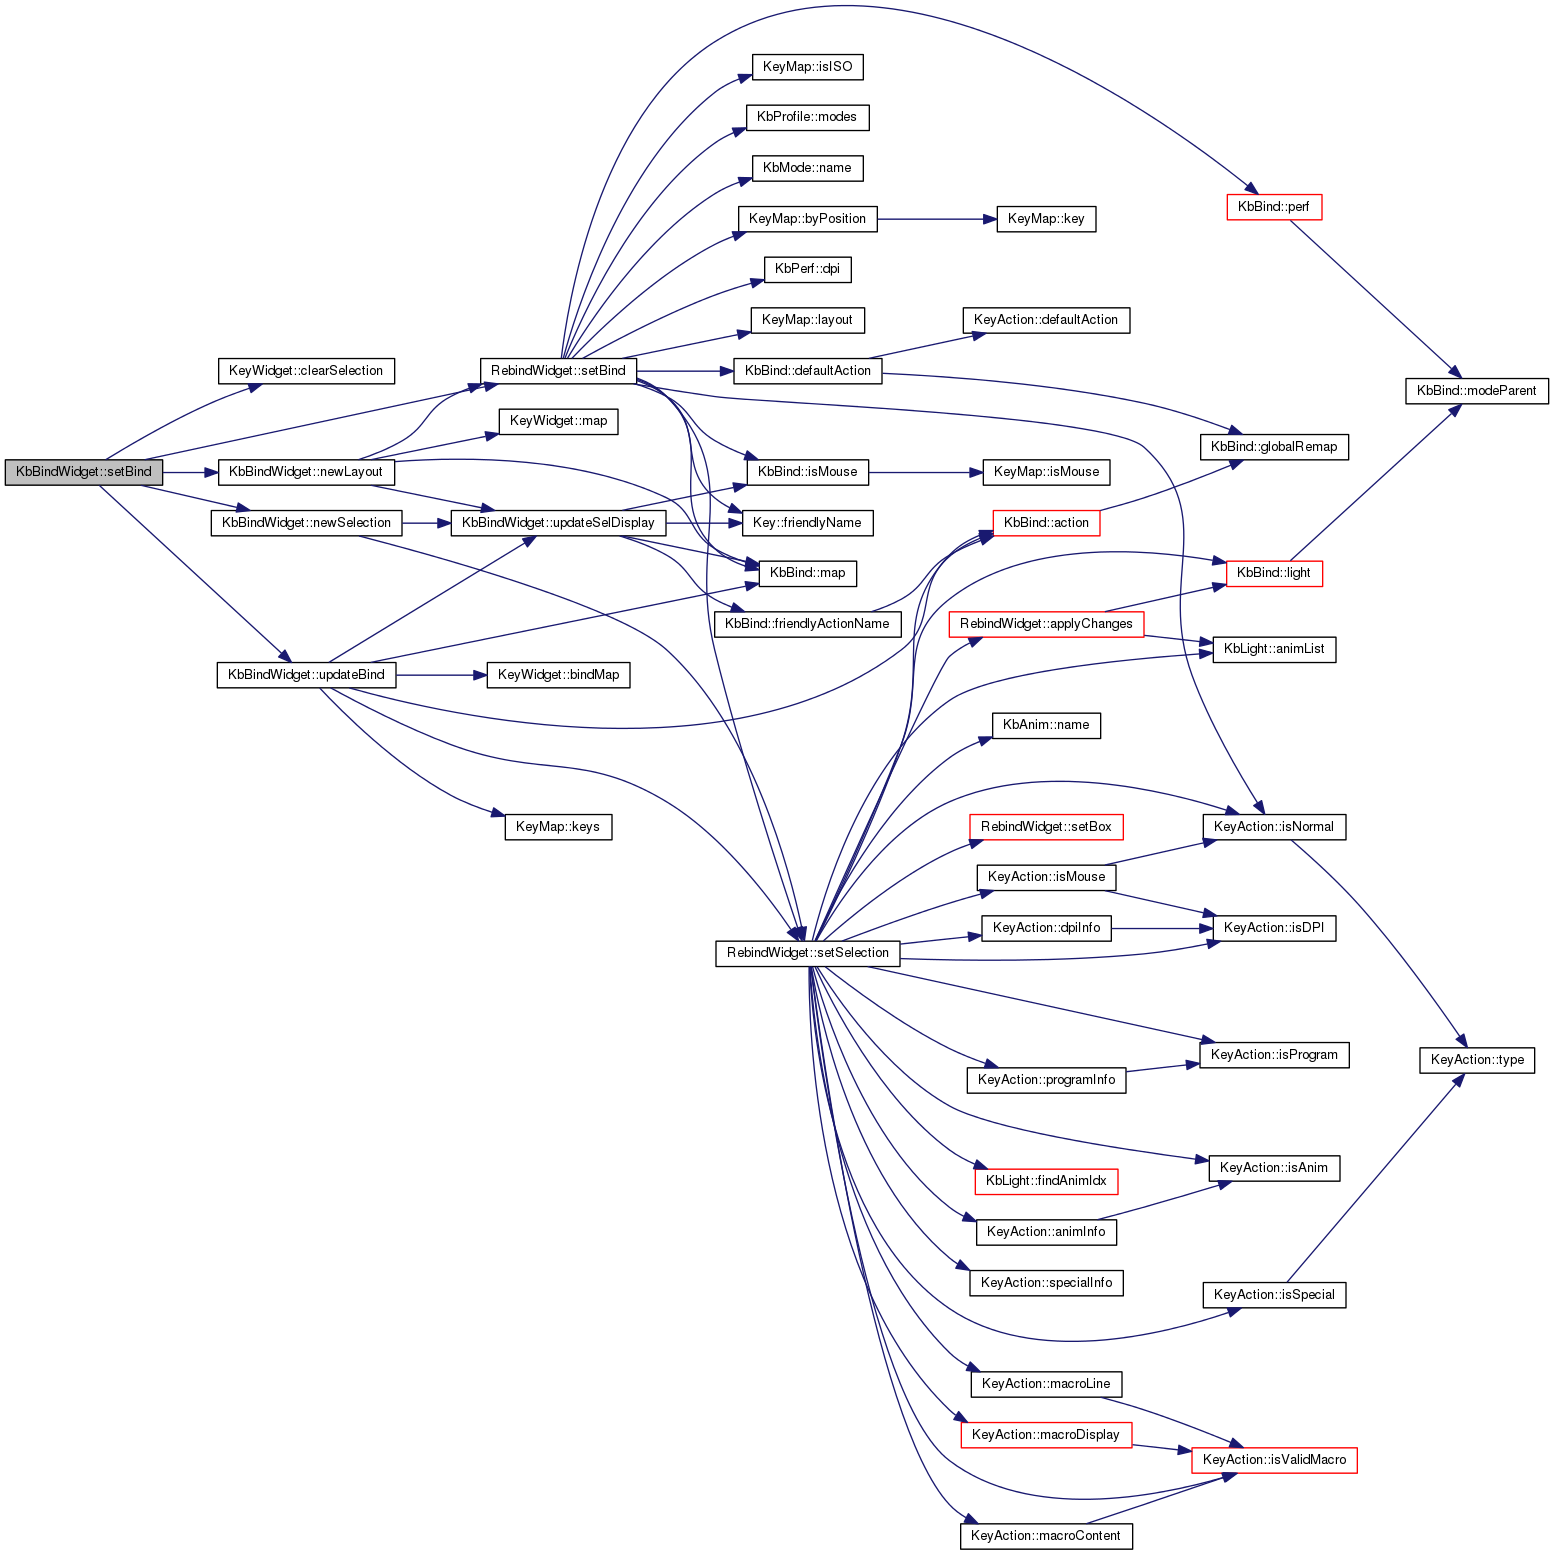 KeyMap::isISO
KbProfile::modes
KbMode::name
KbBind::perf
KeyMap::byPosition
KeyMap::key
KbPerf::dpi
KeyMap::layout
KeyAction::defaultAction
KeyWidget::clearSelection
RebindWidget::setBind
KbBind::defaultAction
KbBind::modeParent
KeyWidget::map
KbBind::globalRemap
KbBindWidget::setBind
KbBindWidget::newLayout
KbBind::isMouse
KeyMap::isMouse
KbBindWidget::newSelection
KbBindWidget::updateSelDisplay
Key::friendlyName
KbBind::action
KbBind::map
KbBind::light
KbBind::friendlyActionName
RebindWidget::applyChanges
KbLight::animList
KbBindWidget::updateBind
KeyWidget::bindMap
KbAnim::name
KeyMap::keys
RebindWidget::setBox
KeyAction::isNormal
KeyAction::isMouse
KeyAction::dpiInfo
KeyAction::isDPI
RebindWidget::setSelection
KeyAction::isProgram
KeyAction::type
KeyAction::programInfo
KeyAction::isAnim
KbLight::findAnimIdx
KeyAction::animInfo
KeyAction::specialInfo
KeyAction::isSpecial
KeyAction::macroLine
KeyAction::macroDisplay
KeyAction::isValidMacro
KeyAction::macroContent